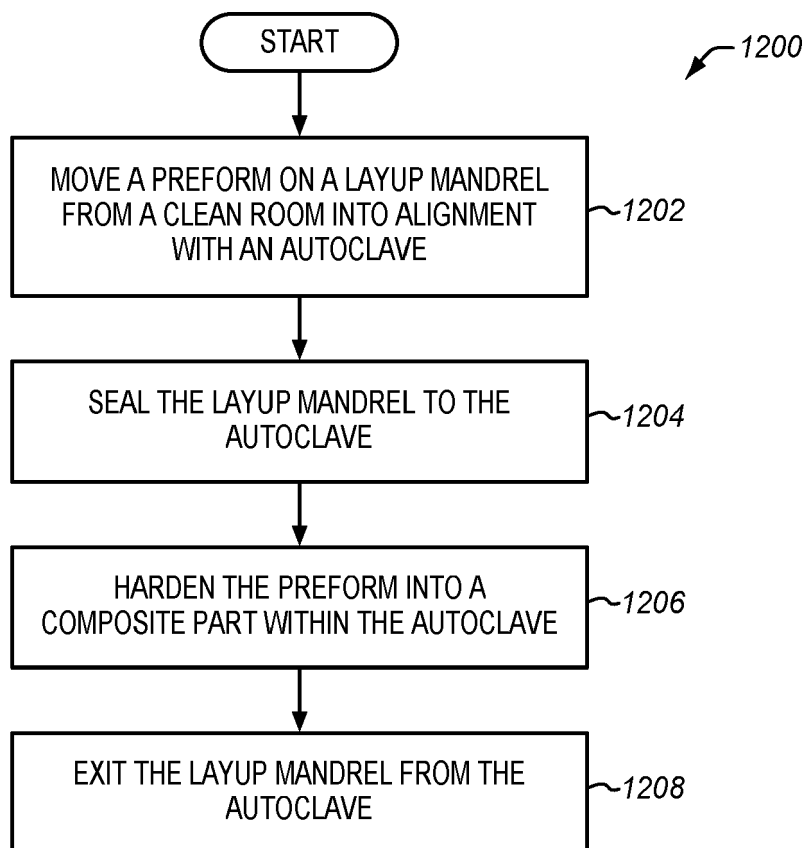 START
1200
MOVE A PREFORM ON A LAYUP MANDREL
FROM A CLEAN ROOM INTO ALIGNMENT
WITH AN AUTOCLAVE
1202
SEAL THE LAYUP MANDREL TO THE
AUTOCLAVE
1204
HARDEN THE PREFORM INTO A
COMPOSITE PART WITHIN THE AUTOCLAVE
1206
EXIT THE LAYUP MANDREL FROM THE
AUTOCLAVE
1208